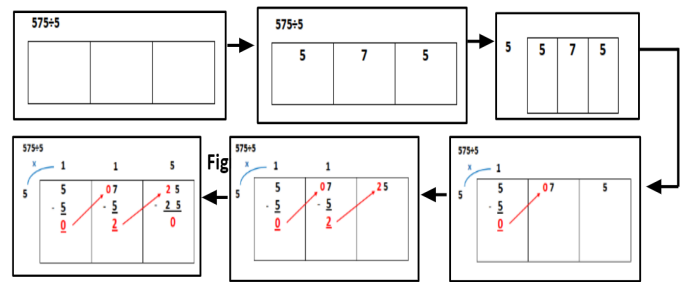 575÷5
575÷5
5 7 5
5 5 7 5
575÷5
x 1
5 5 07 5
- 5
0
575÷5
x 1 1
5 5 07 25
- 5 - 5
0 2
575÷5
x 1 1 5
5 5 07 25
- 5 - 5 - 25
0 2 0
Fig